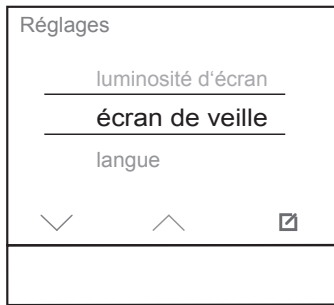 Réglages
luminosité d‘écran
écran de veille
langue